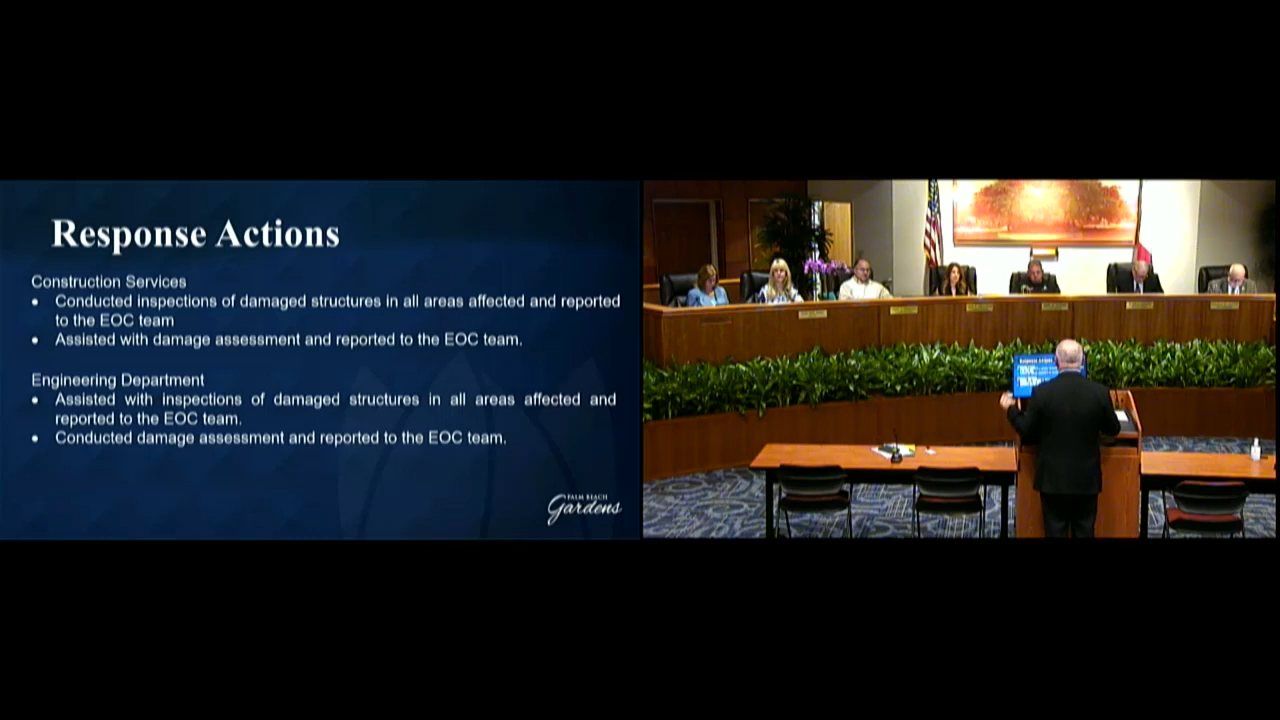 Response Actions
Construction Services
• Conducted inspections of damaged structures in all areas affected and reported
to the EOC team
• Assisted with damage assessment and reported to the EOC team.
Engineering Department
• Assisted with inspections of damaged structures in all areas affected and
reported to the EOC team.
• Conducted damage assessment and reported to the EOC team.
PALM BEACH
Gardens
Response Actions